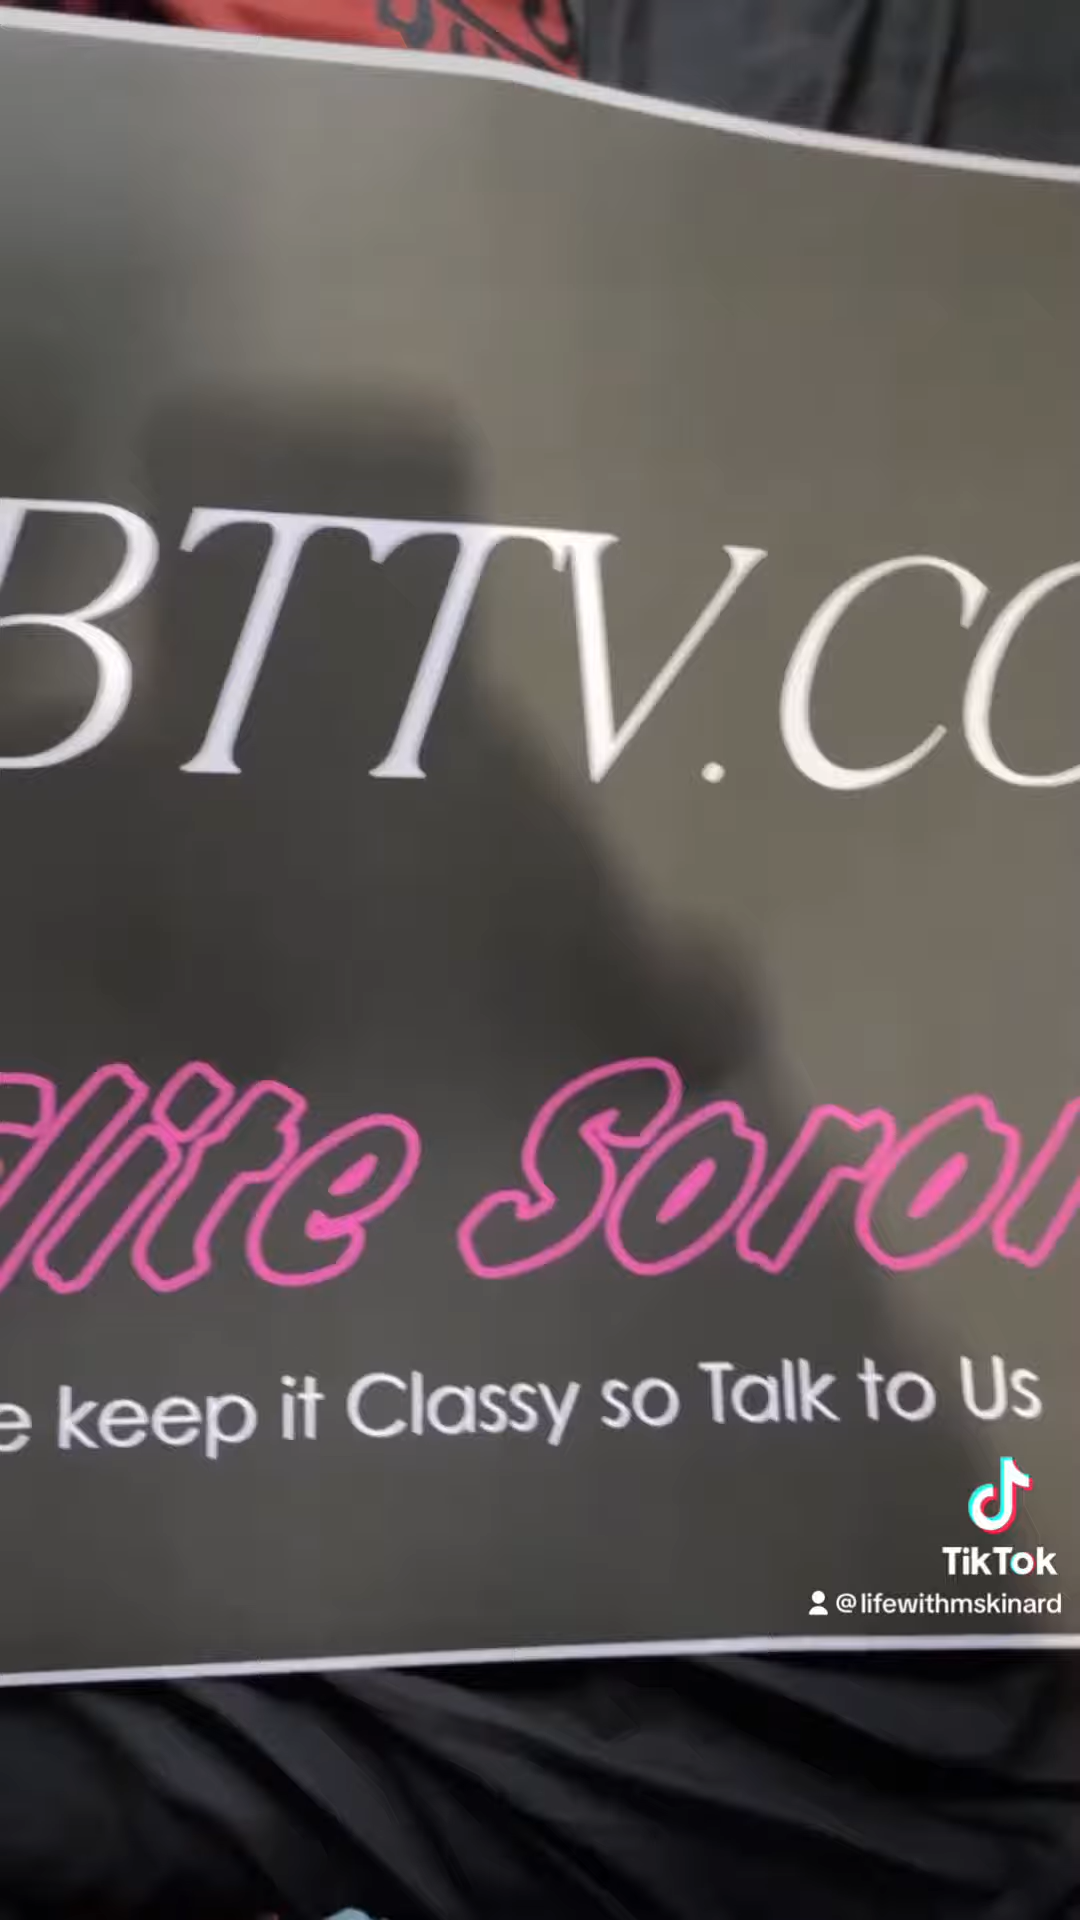 BTTV.CO
Elite Soror
e keep it Classy so Talk to Us
TikTok
@lifewithmskinard